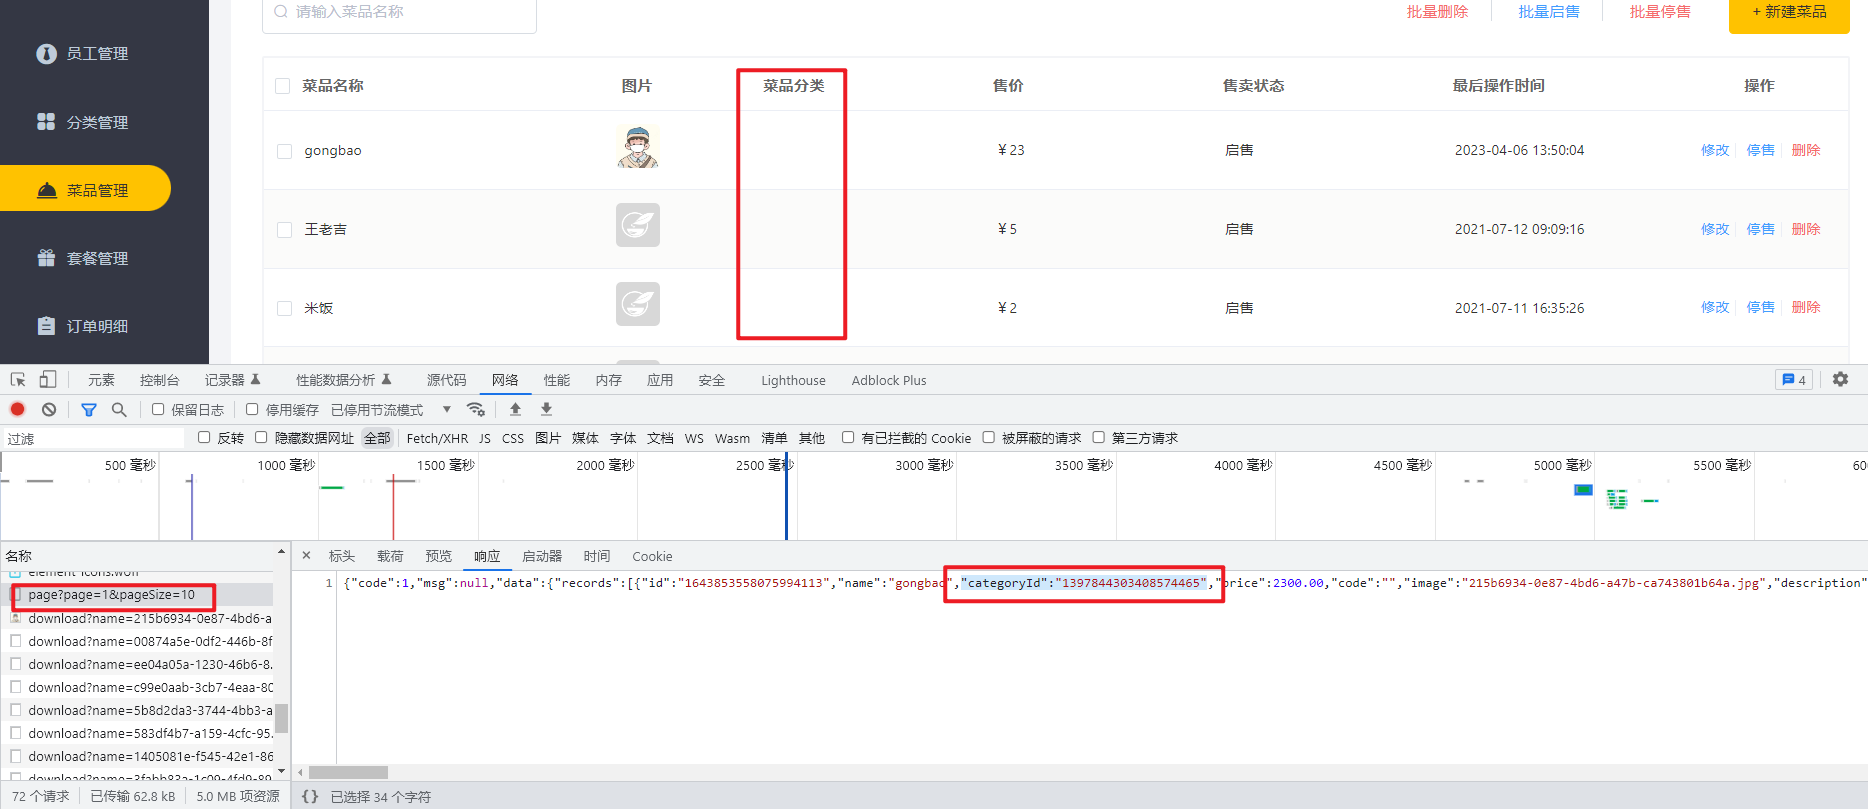 请输入菜品名称
批量删除 批量启售 批量停售 + 新建菜品
员工管理
分类管理
菜品管理
套餐管理
订单明细
菜品名称 图片 菜品分类 售价 售卖状态 最后操作时间 操作
gongbao ￥23 启售 2023-04-06 13:50:04 修改 停售 删除
王老吉 ￥5 启售 2021-07-12 09:09:16 修改 停售 删除
米饭 ￥2 启售 2021-07-11 16:35:26 修改 停售 删除
元素 控制台 记录器 性能数据分析 源代码 网络 性能 内存 应用 安全 Lighthouse Adblock Plus 4
保留日志 停用缓存 已停用节流模式
过滤 反转 隐藏数据网址 全部 Fetch/XHR JS CSS 图片 媒体 字体 文档 WS Wasm 清单 其他 有已拦截的 Cookie 被屏蔽的请求 第三方请求
500 毫秒 1000 毫秒 1500 毫秒 2000 毫秒 2500 毫秒 3000 毫秒 3500 毫秒 4000 毫秒 4500 毫秒 5000 毫秒 5500 毫秒 600
名称
element-icons.woff
page?page=1&pageSize=10
download?name=215b6934-0e87-4bd6-a
download?name=00874a5e-0df2-446b-8f
download?name=ee04a05a-1230-46b6-8.
download?name=c99e0aab-3cb7-4eaa-80
download?name=5b8d2da3-3744-4bb3-a
download?name=583df4b7-a159-4cfc-95.
download?name=1405081e-f545-42e1-86
download?name=3fabb83a-1c09-4fd9-89
72 个请求 已传输 62.8 kB 5.0 MB 项资源
× 标头 载荷 预览 响应 启动器 时间 Cookie
1 {"code":1,"msg":null,"data":{"records":[{"id":"1643853558075994113","name":"gongbao","categoryId":"1397844303408574465","price":2300.00,"code":"","image":"215b6934-0e87-4bd6-a47b-ca743801b64a.jpg","description"
{} 已选择 34 个字符